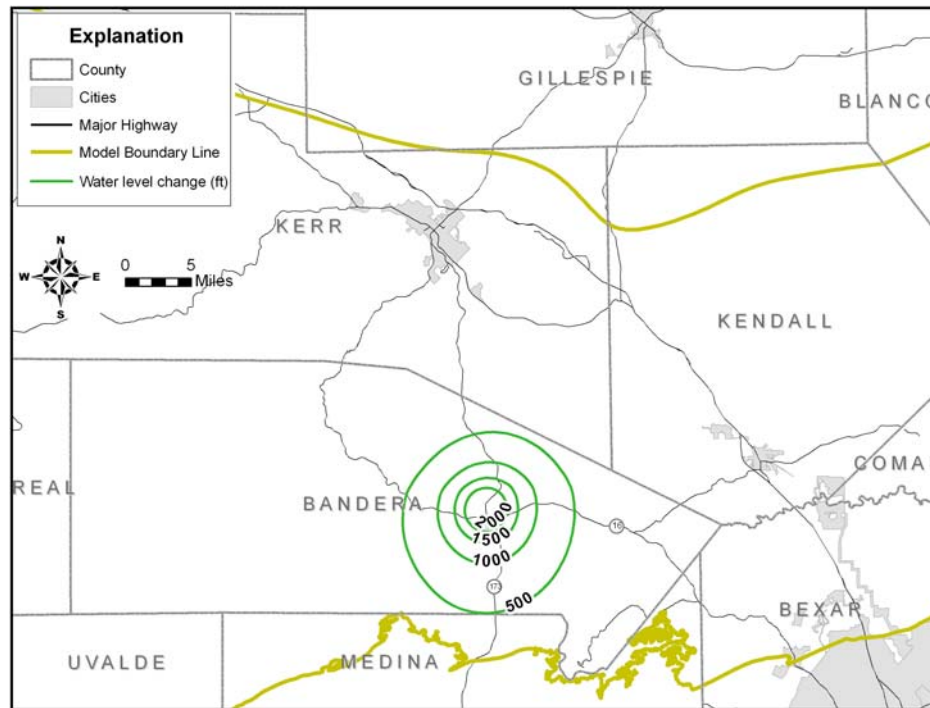 Explanation
County
Cities
Major Highway
Model Boundary Line
Water level change (ft)
GILLESPIE
BLANCO
KERR
N
W
E
S
0
5
Miles
KENDALL
COMA
REAL
BANDERA
2000
1500
1000
500
16
173
BEXAR
UVALDE
MEDINA